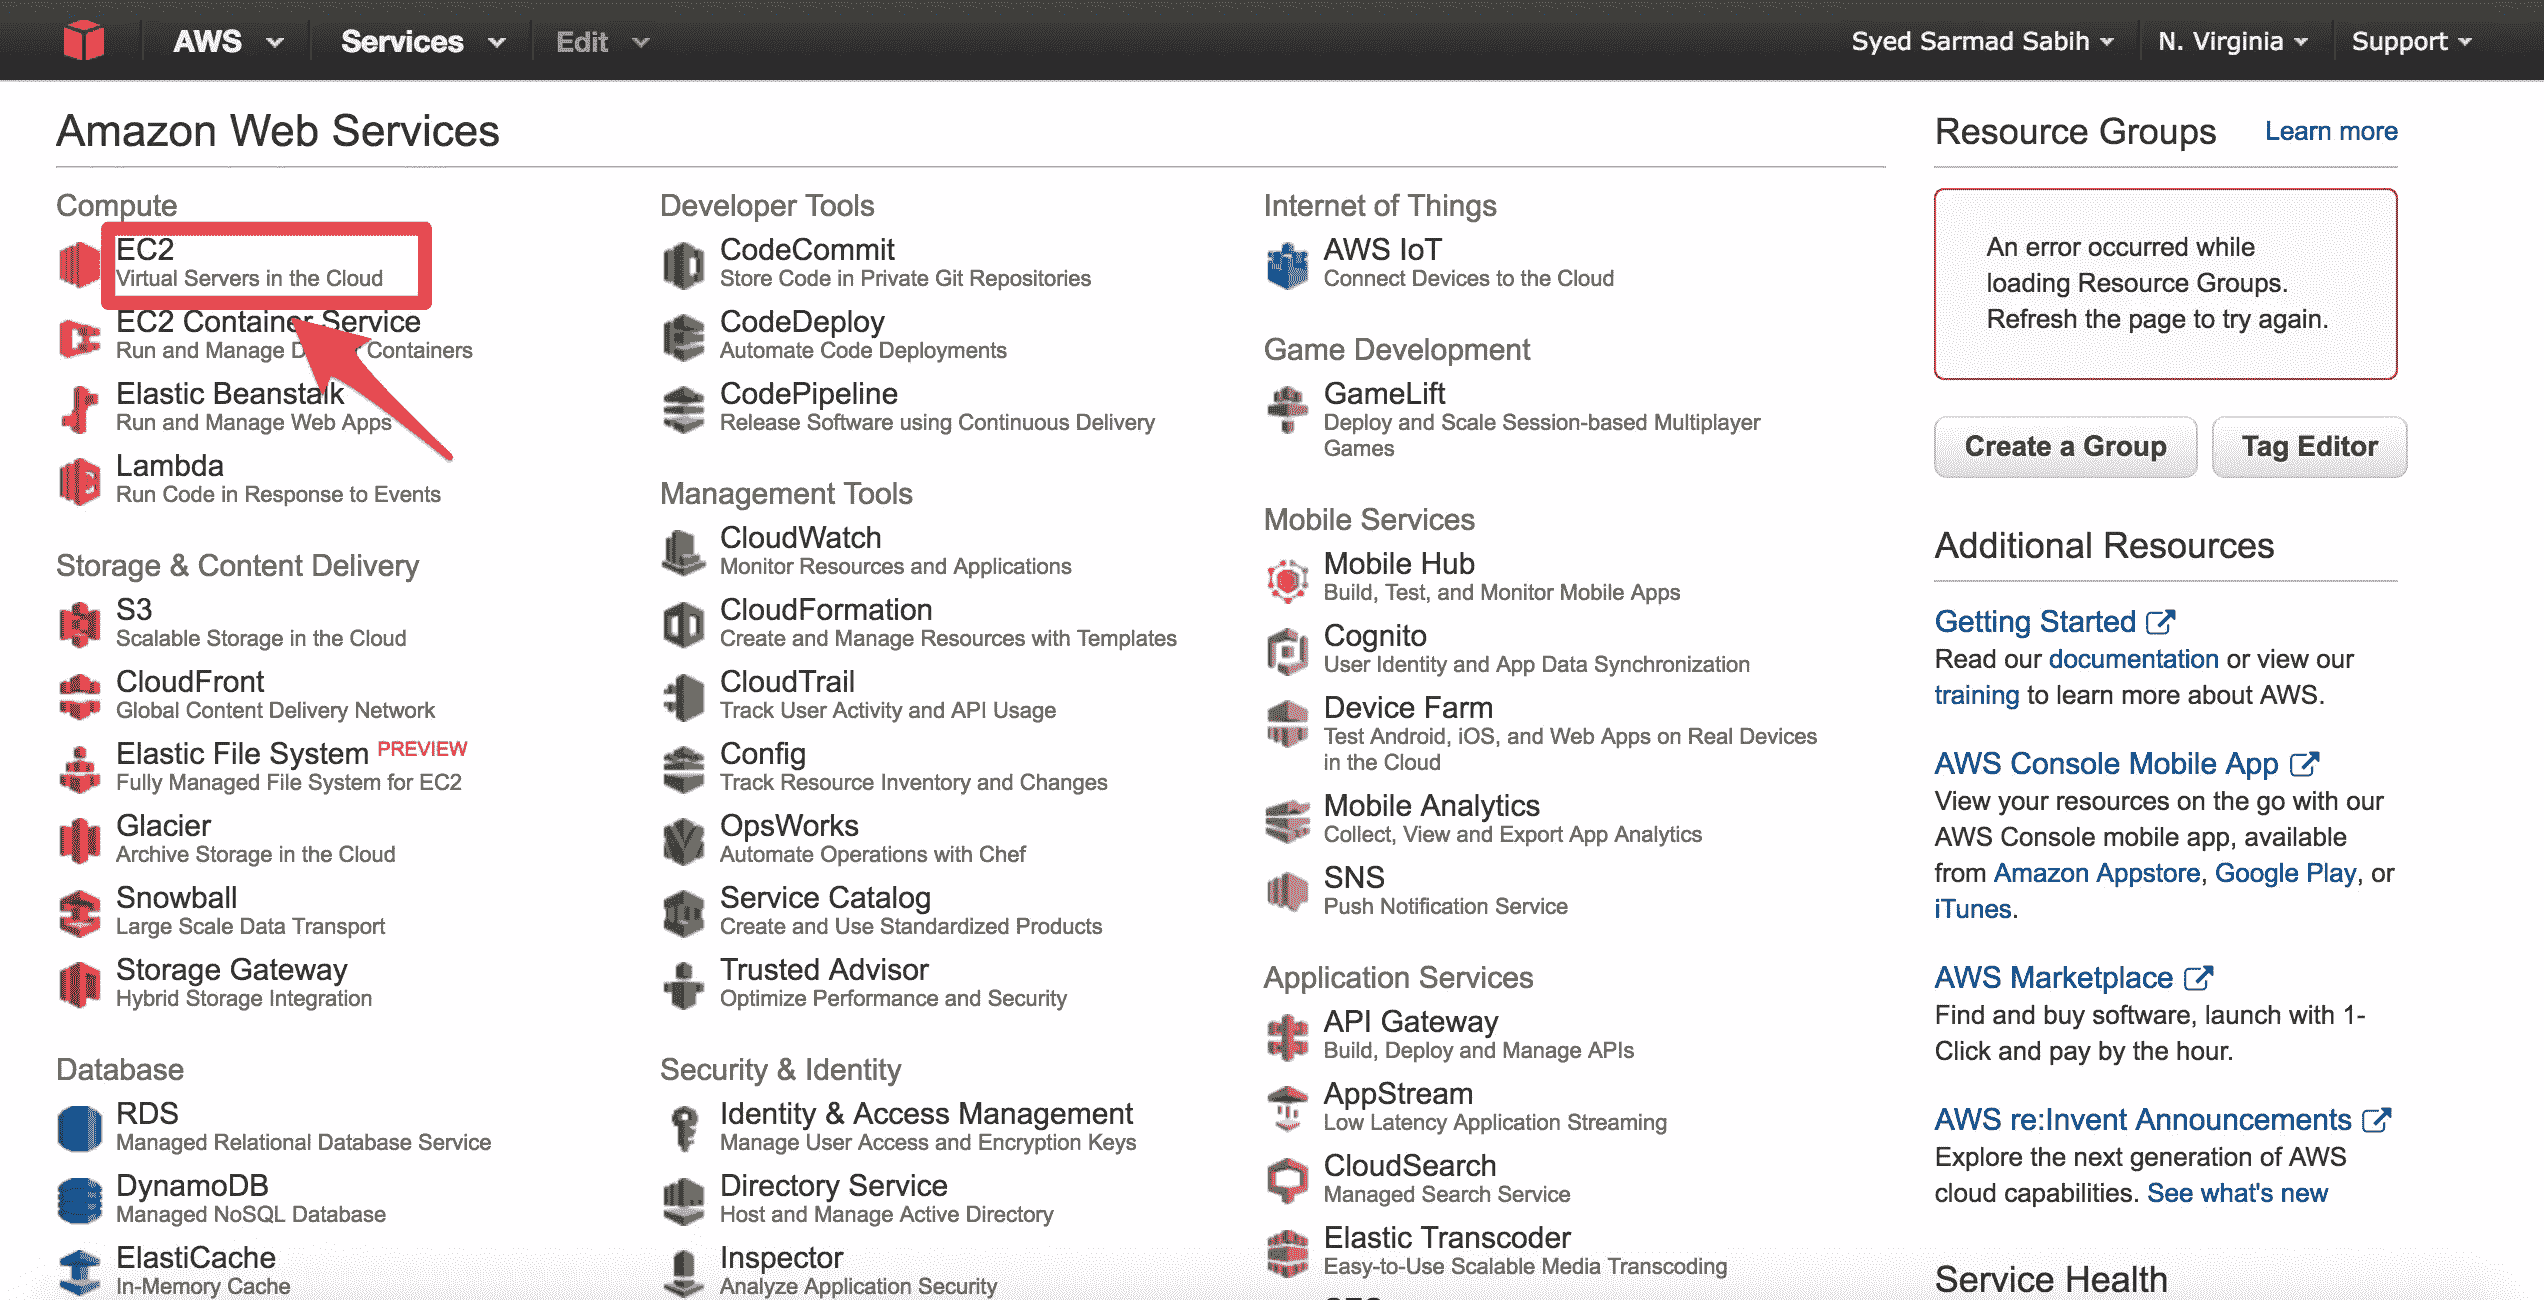 AWS
Services
Edit
Syed Sarmad Sabih
N. Virginia
Support
Amazon Web Services
Compute
EC2
Virtual Servers in the Cloud
EC2 Container Service
Run and Manage D Containers
Elastic Beanstalk
Run and Manage Web Apps
Lambda
Run Code in Response to Events
Storage & Content Delivery
S3
Scalable Storage in the Cloud
CloudFront
Global Content Delivery Network
Elastic File System PREVIEW
Fully Managed File System for EC2
Glacier
Archive Storage in the Cloud
Snowball
Large Scale Data Transport
Storage Gateway
Hybrid Storage Integration
Database
RDS
Managed Relational Database Service
DynamoDB
Managed NoSQL Database
ElastiCache
In-Memory Cache
Developer Tools
CodeCommit
Store Code in Private Git Repositories
CodeDeploy
Automate Code Deployments
CodePipeline
Release Software using Continuous Delivery
Management Tools
CloudWatch
Monitor Resources and Applications
CloudFormation
Create and Manage Resources with Templates
CloudTrail
Track User Activity and API Usage
Config
Track Resource Inventory and Changes
OpsWorks
Automate Operations with Chef
Service Catalog
Create and Use Standardized Products
Trusted Advisor
Optimize Performance and Security
Security & Identity
Identity & Access Management
Manage User Access and Encryption Keys
Directory Service
Host and Manage Active Directory
Inspector
Analyze Application Security
Internet of Things
AWS IoT
Connect Devices to the Cloud
Game Development
GameLift
Deploy and Scale Session-based Multiplayer
Games
Mobile Services
Mobile Hub
Build, Test, and Monitor Mobile Apps
Cognito
User Identity and App Data Synchronization
Device Farm
Test Android, iOS, and Web Apps on Real Devices
in the Cloud
Mobile Analytics
Collect, View and Export App Analytics
SNS
Push Notification Service
Application Services
API Gateway
Build, Deploy and Manage APIs
AppStream
Low Latency Application Streaming
CloudSearch
Managed Search Service
Elastic Transcoder
Easy-to-Use Scalable Media Transcoding
Resource Groups
Learn more
An error occurred while
loading Resource Groups.
Refresh the page to try again.
Create a Group
Tag Editor
Additional Resources
Getting Started
Read our documentation or view our
training to learn more about AWS.
AWS Console Mobile App
View your resources on the go with our
AWS Console mobile app, available
from Amazon Appstore, Google Play, or
iTunes.
AWS Marketplace
Find and buy software, launch with 1-
Click and pay by the hour.
AWS re:Invent Announcements
Explore the next generation of AWS
cloud capabilities. See what's new
Service Health